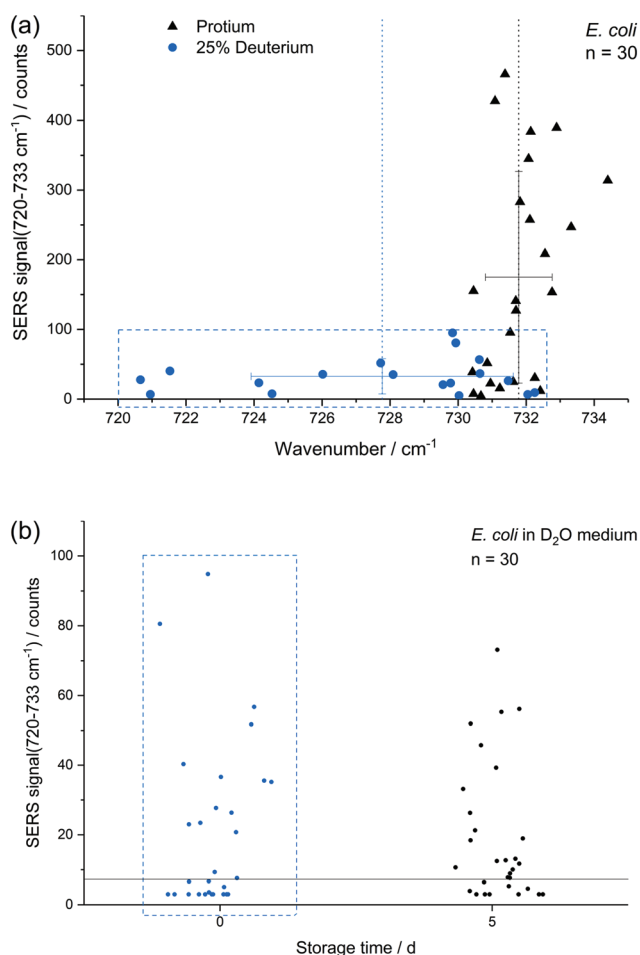 (a)
Protium
25% Deuterium
E. coli
n = 30
SERS signal(720-733 cm⁻¹) / counts
500
400
300
200
100
0
720 722 724 726 728 730 732 734
Wavenumber / cm⁻¹
(b)
E. coli in D₂O medium
n = 30
SERS signal(720-733 cm⁻¹) / counts
100
80
60
40
20
0
0 5
Storage time / d